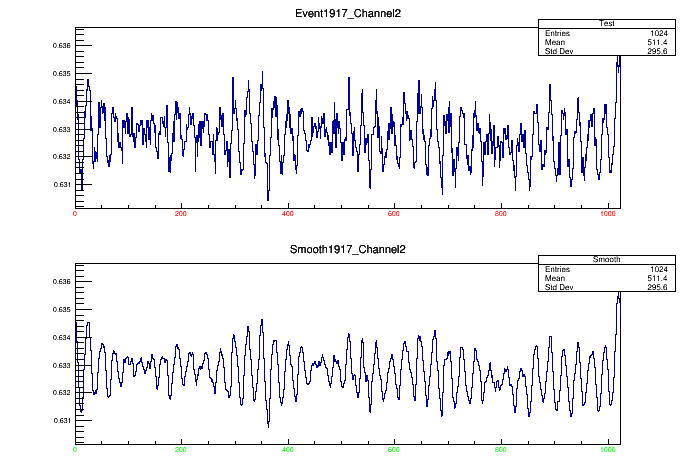 Event1917_Channel2
Test
Entries 1024
Mean 511.4
Std Dev 295.6
0.636
0.635
0.634
0.633
0.632
0.631
0 200 400 600 800 1000
Smooth1917_Channel2
Smooth
Entries 1024
Mean 511.4
Std Dev 295.6
0.636
0.635
0.634
0.633
0.632
0.631
0 200 400 600 800 1000